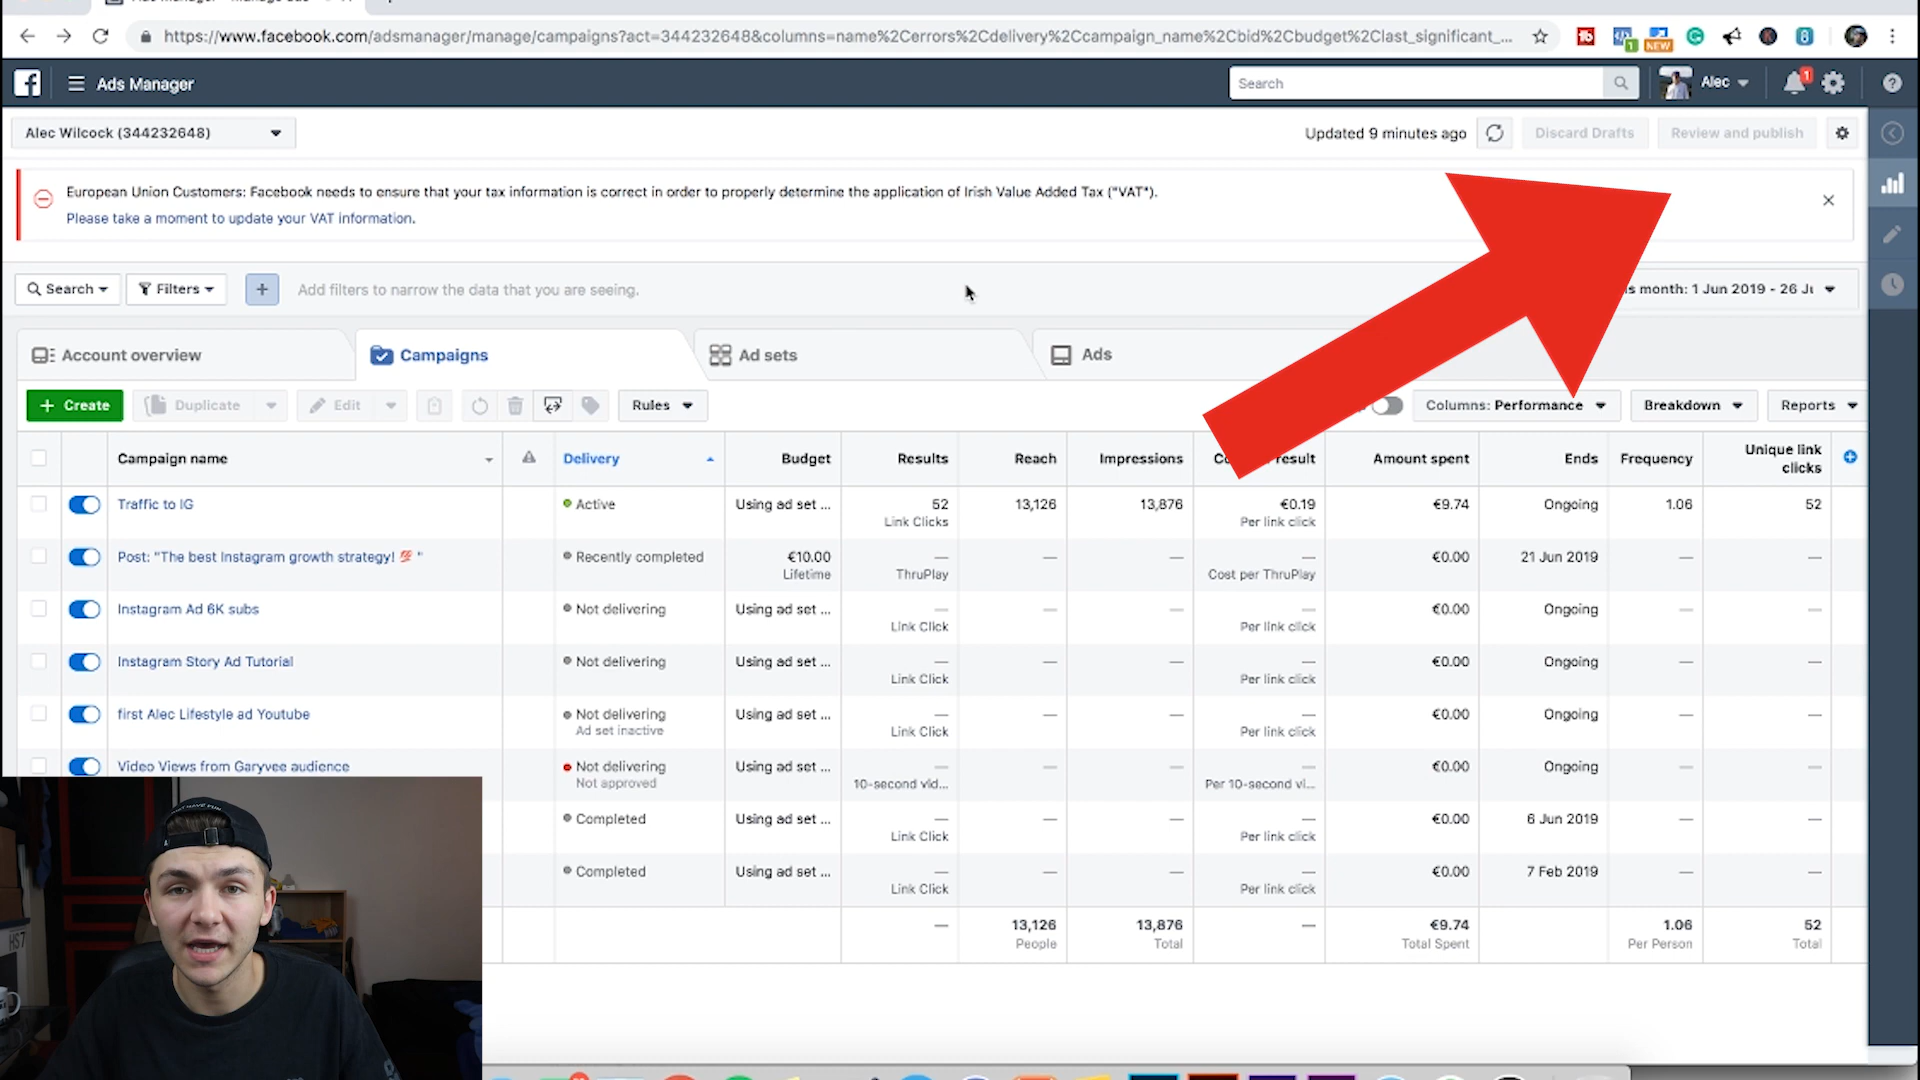 https://www.facebook.com/adsmanager/manage/campaigns?act=344232648&columns=name%2Cerrors%2Cdelivery%2Ccampaign_name%2Cbid%2Cbudget%2Clast_significant_...
1
NEW
8
Ads Manager
Search
Alec
1
Alec Wilcock (344232648)
Updated 9 minutes ago
Discard Drafts
Review and publish
European Union Customers: Facebook needs to ensure that your tax information is correct in order to properly determine the application of Irish Value Added Tax ("VAT").
Please take a moment to update your VAT information.
Search
Filters
Add filters to narrow the data that you are seeing.
s month: 1 Jun 2019 - 26 Ju
Account overview
Campaigns
Ad sets
Ads
+ Create
Duplicate
Edit
Rules
Columns: Performance
Breakdown
Reports
Campaign name Delivery Budget Results Reach Impressions Co result Amount spent Ends Frequency Unique link
clicks
Traffic to IG Active Using ad set ... 52 13,126 13,876 €0.19 €9.74 Ongoing 1.06 52
Link Clicks Per link click
Post: "The best Instagram growth strategy! 💯 " Recently completed €10.00 — — — — €0.00 21 Jun 2019 — —
Lifetime ThruPlay Cost per ThruPlay
Instagram Ad 6K subs Not delivering Using ad set ... — — — — €0.00 Ongoing — —
Link Click Per link click
Instagram Story Ad Tutorial Not delivering Using ad set ... — — — — €0.00 Ongoing — —
Link Click Per link click
first Alec Lifestyle ad Youtube Not delivering Using ad set ... — — — — €0.00 Ongoing — —
Ad set inactive Link Click Per link click
Video Views from Garyvee audience Not delivering Using ad set ... — — — — €0.00 Ongoing — —
Not approved 10-second vid... Per 10-second vi...
Completed Using ad set ... — — — — €0.00 6 Jun 2019 — —
Link Click Per link click
Completed Using ad set ... — — — — €0.00 7 Feb 2019 — —
Link Click Per link click
— 13,126 13,876 — €9.74 1.06 52
People Total Total Spent Per Person Total
HS7